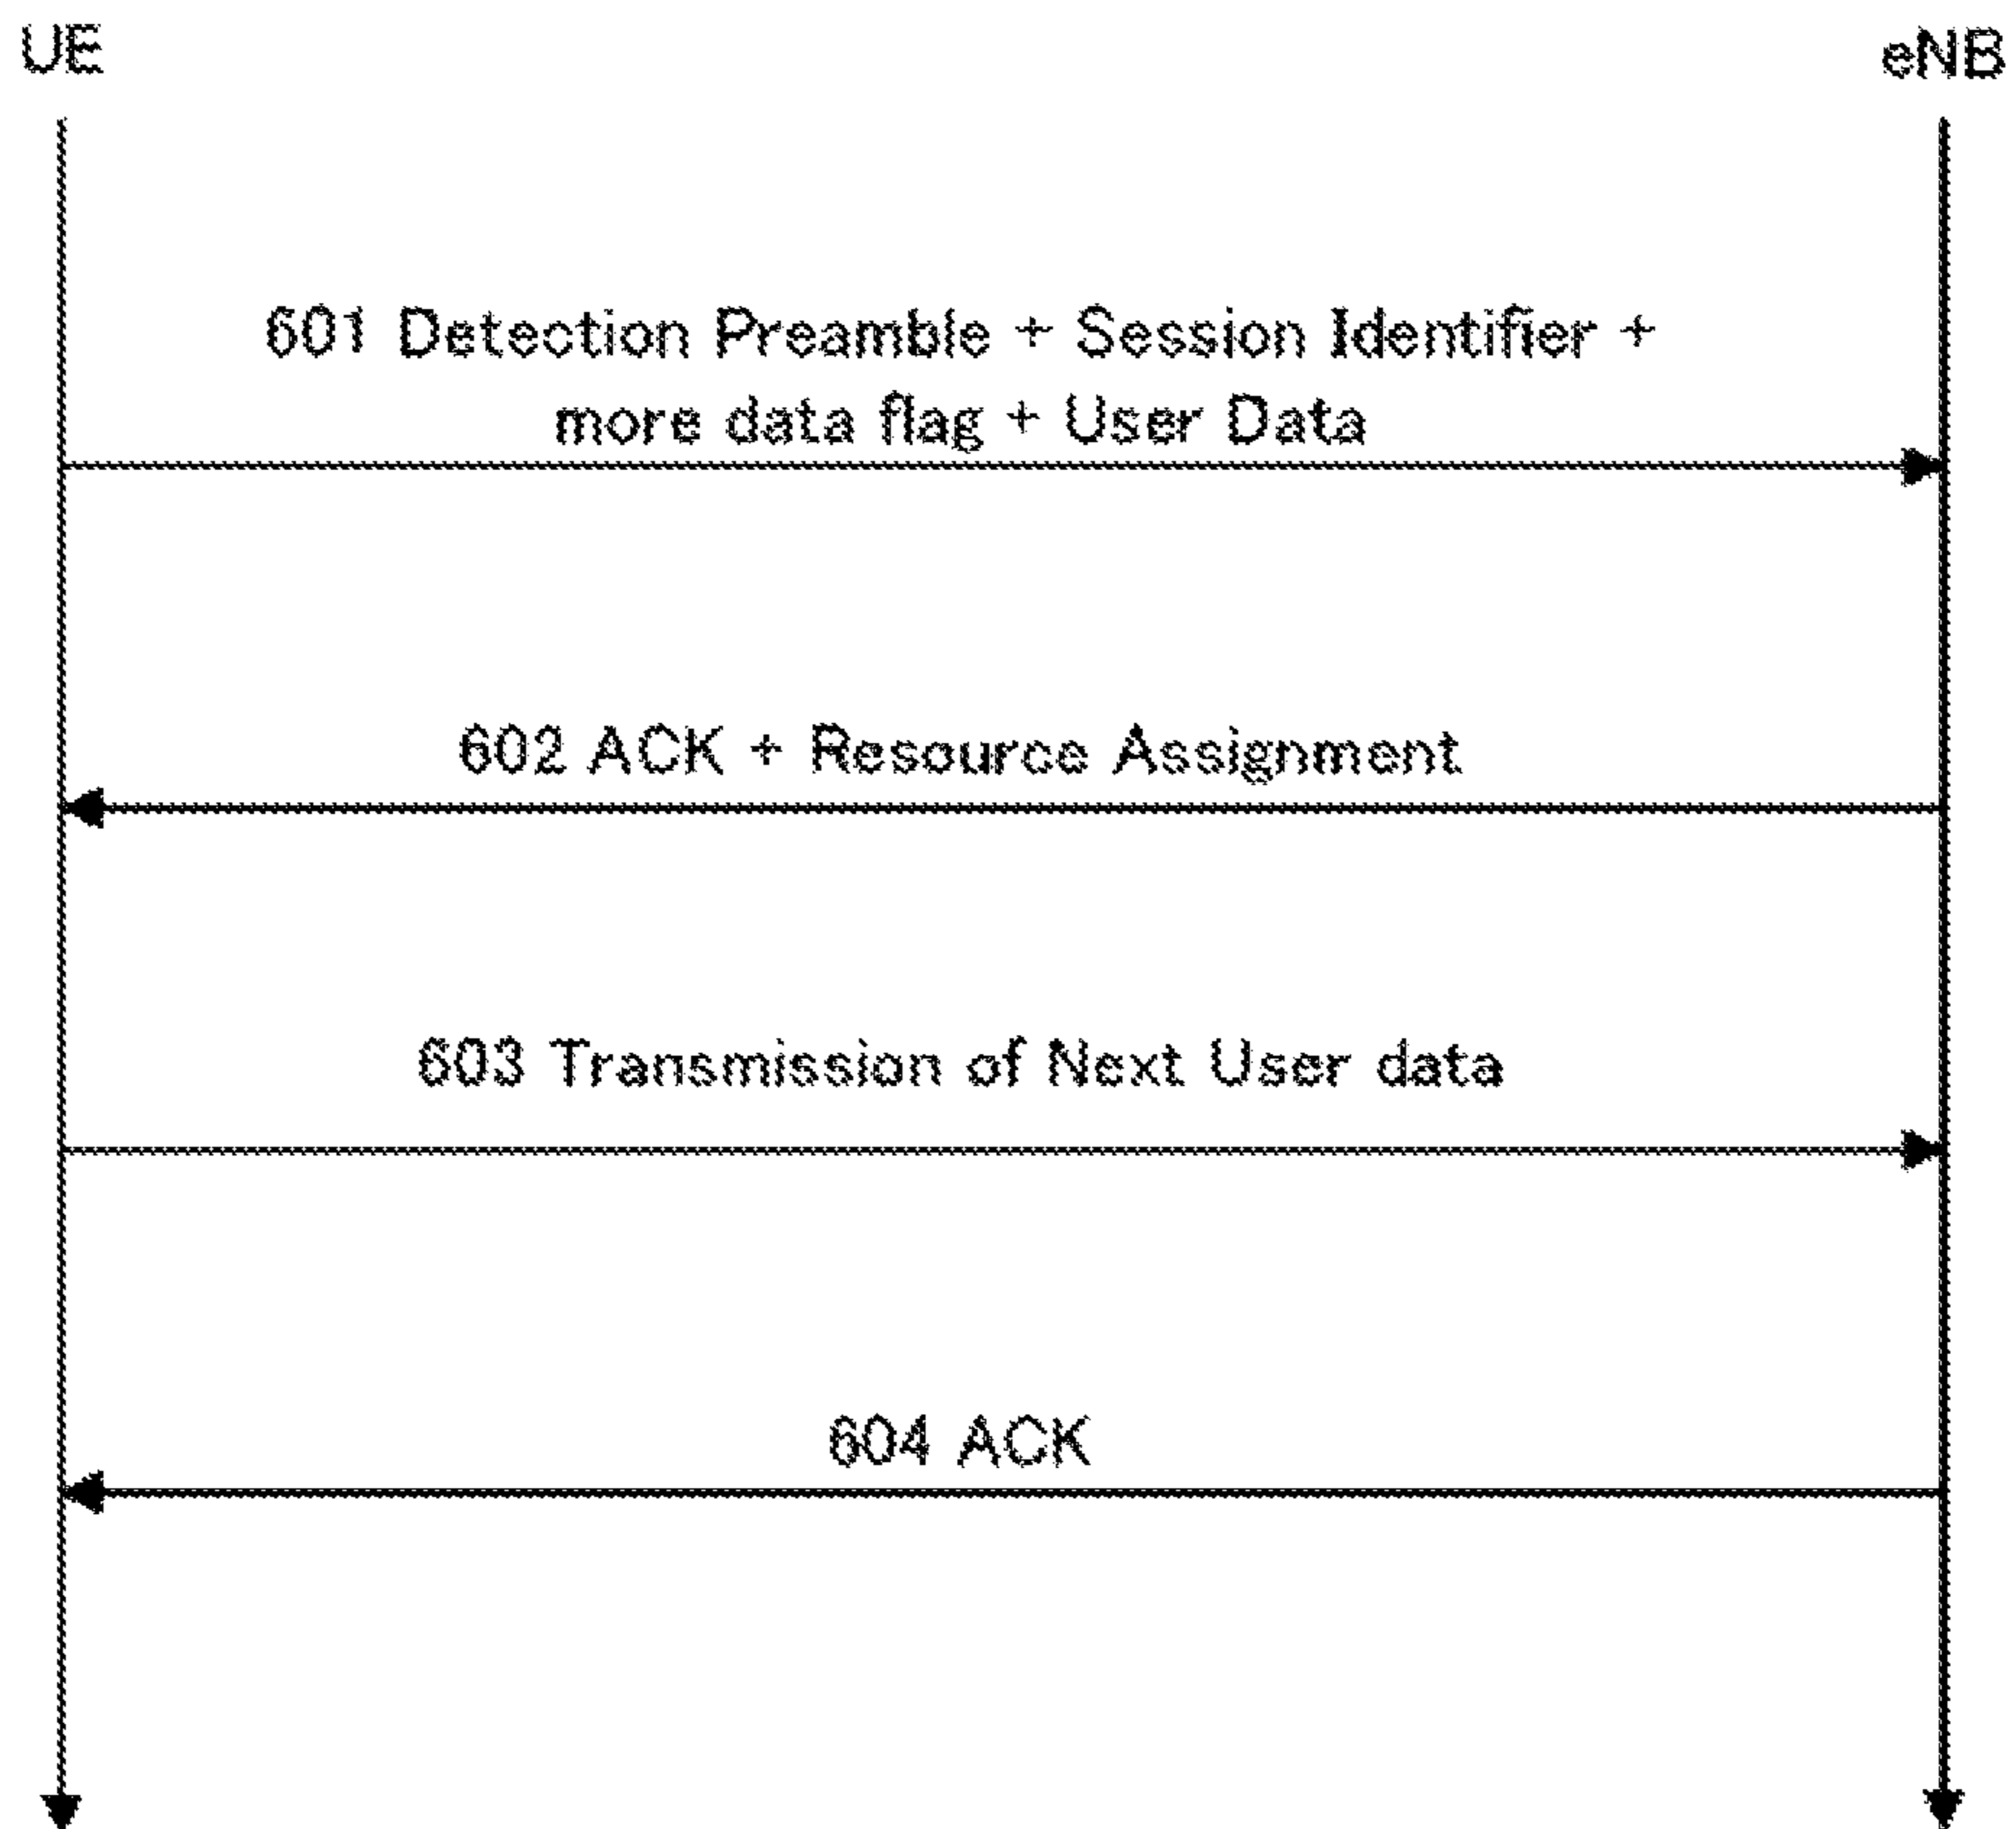 UE
eNB
601 Detection Preamble + Session Identifier +
more data flag + User Data
602 ACK + Resource Assignment
603 Transmission of Next User data
604 ACK